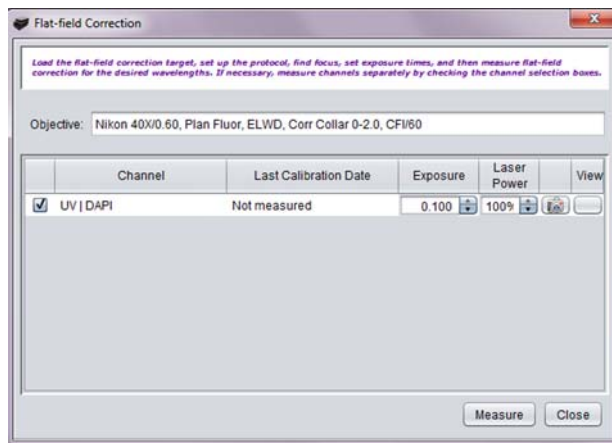 Flat-field Correction
Load the flat-field correction target, set up the protocol, find focus, set exposure times, and then measure flat-field
correction for the desired wavelengths. If necessary, measure channels separately by checking the channel selection boxes.
Objective: Nikon 40X/0.60, Plan Fluor, ELWD, Corr Collar 0-2.0, CFI/60
Channel Last Calibration Date Exposure Laser Power View
UV | DAPI Not measured 0.100 100%
Measure Close